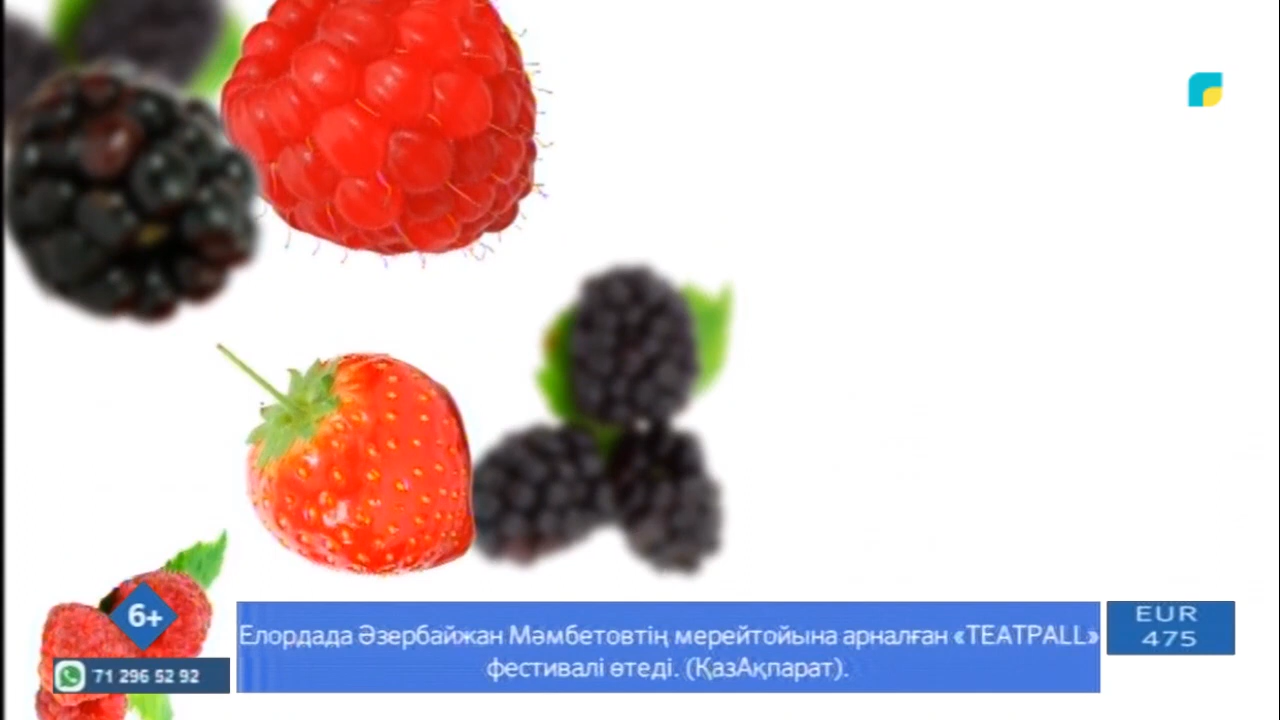 6+
71 296 52 92
Елордада Әзербайжан Мәмбетовтің мерейтойына арналған «TEATPALL»
фестивалі өтеді. (ҚазАқпарат).
EUR
475